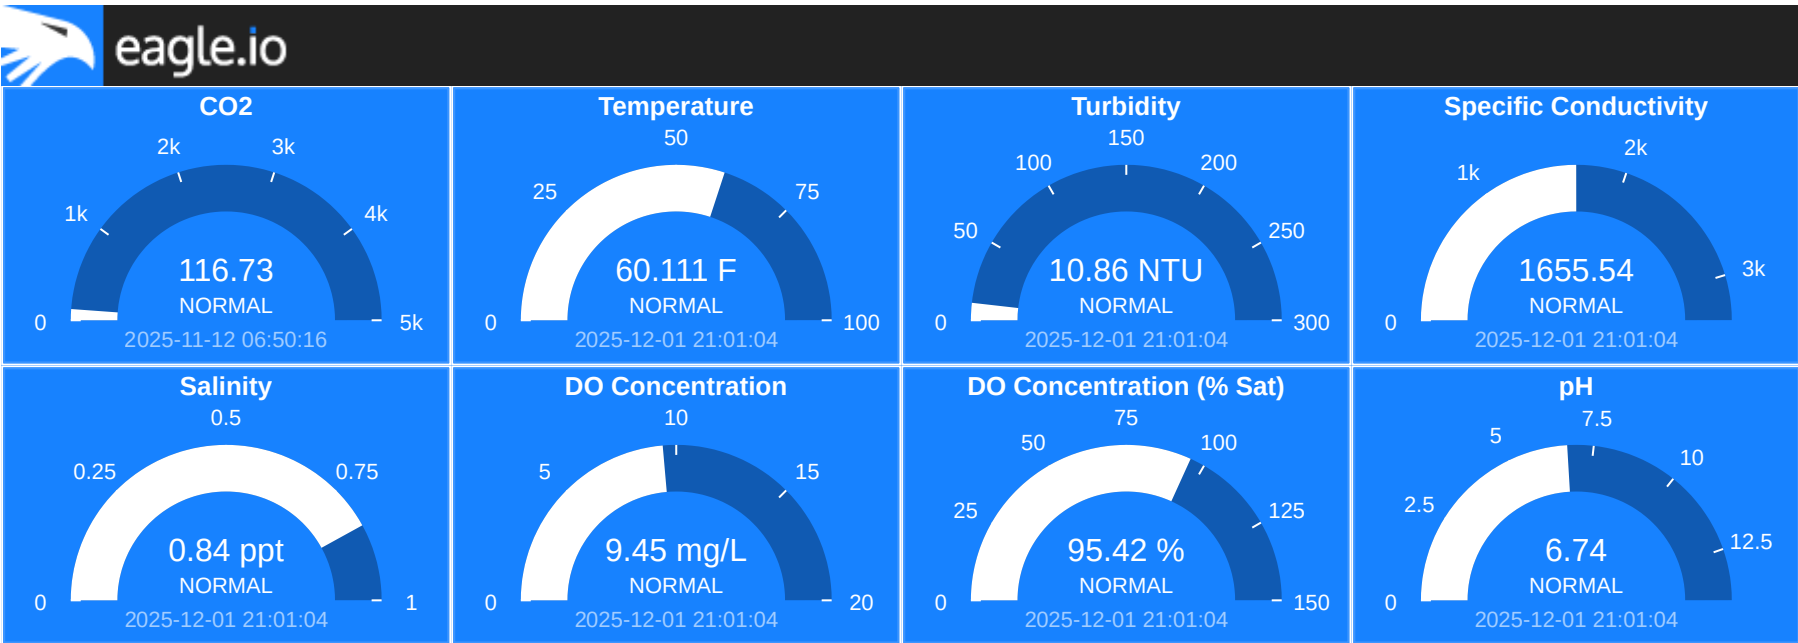 eagle.io
CO2
2k
3k
1k
4k
116.73
NORMAL
0
5k
2025-11-12 06:50:16
Temperature
50
25
75
60.111 F
NORMAL
0
100
2025-12-01 21:01:04
Turbidity
150
100
200
50
250
10.86 NTU
NORMAL
0
300
2025-12-01 21:01:04
Specific Conductivity
2k
1k
3k
1655.54
NORMAL
0
2025-12-01 21:01:04
Salinity
0.5
0.25
0.75
0.84 ppt
NORMAL
0
1
2025-12-01 21:01:04
DO Concentration
10
5
15
9.45 mg/L
NORMAL
0
20
2025-12-01 21:01:04
DO Concentration (% Sat)
75
50
100
25
125
95.42 %
NORMAL
0
150
2025-12-01 21:01:04
pH
7.5
5
10
2.5
12.5
6.74
NORMAL
0
2025-12-01 21:01:04